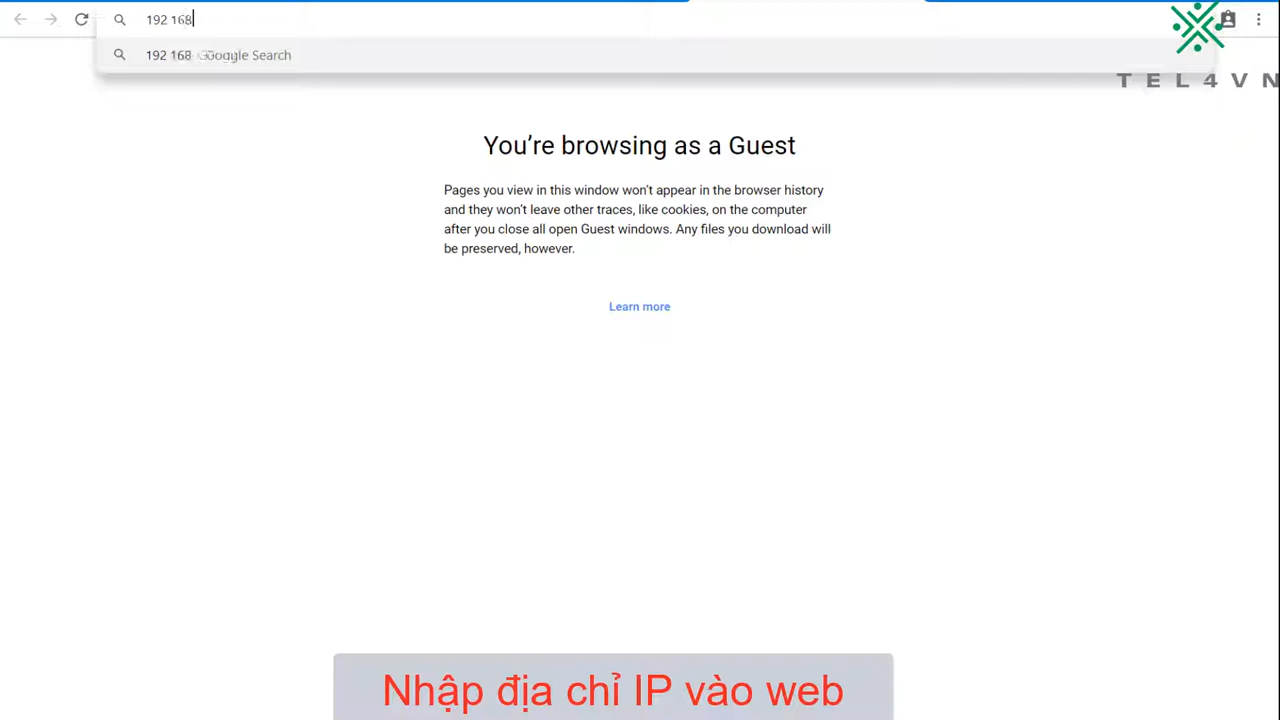 192 168
192 168 - Google Search
TEL4VN
You're browsing as a Guest
Pages you view in this window won't appear in the browser history
and they won't leave other traces, like cookies, on the computer
after you close all open Guest windows. Any files you download will
be preserved, however.
Learn more
Nhập địa chỉ IP vào web